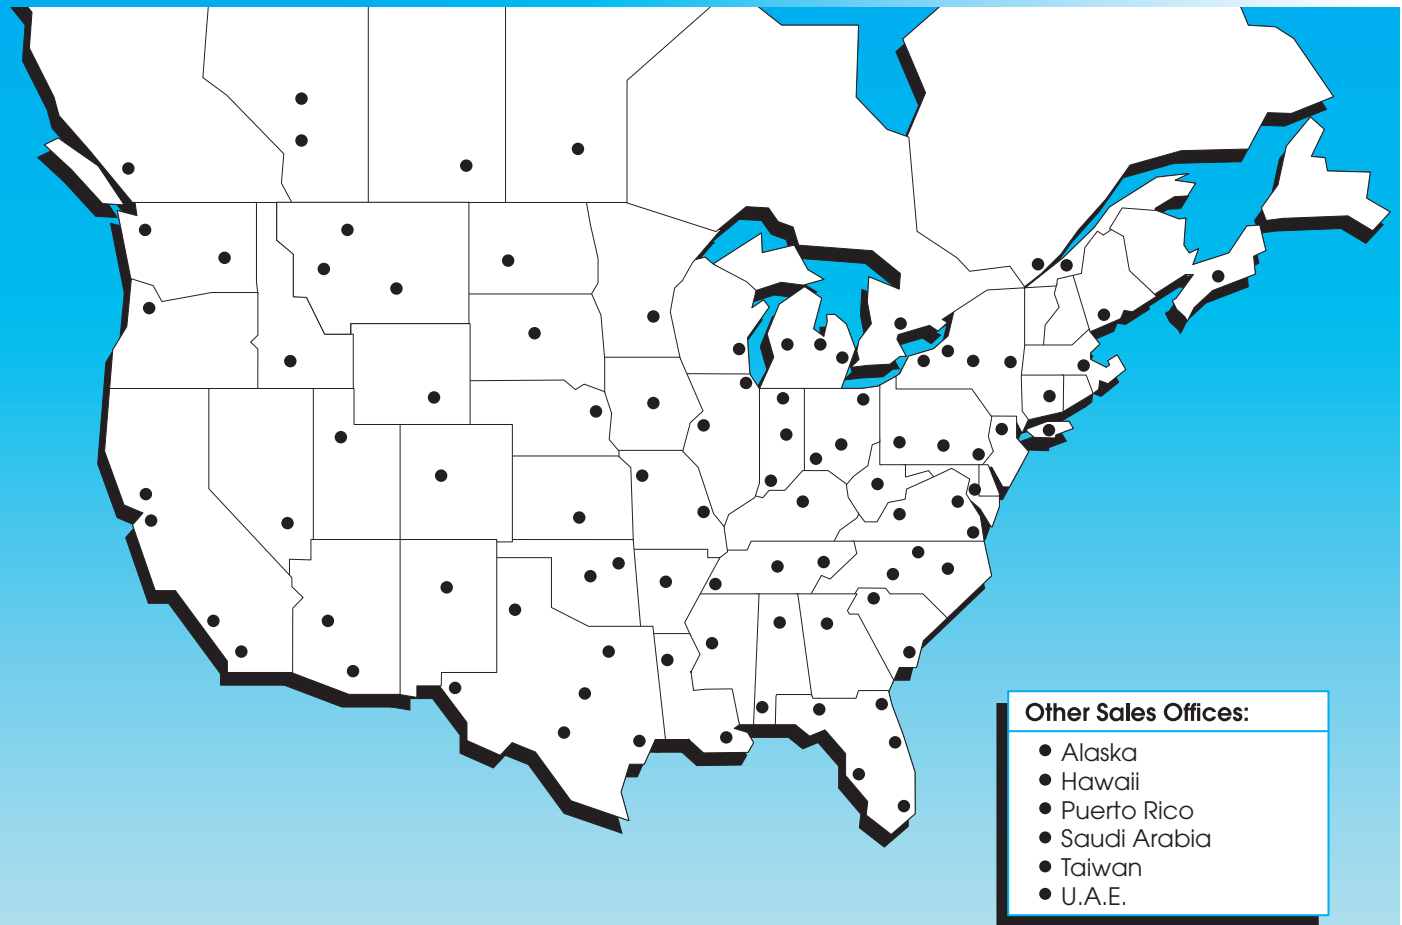 Other Sales Offices:
● Alaska
● Hawaii
● Puerto Rico
● Saudi Arabia
● Taiwan
● U.A.E.